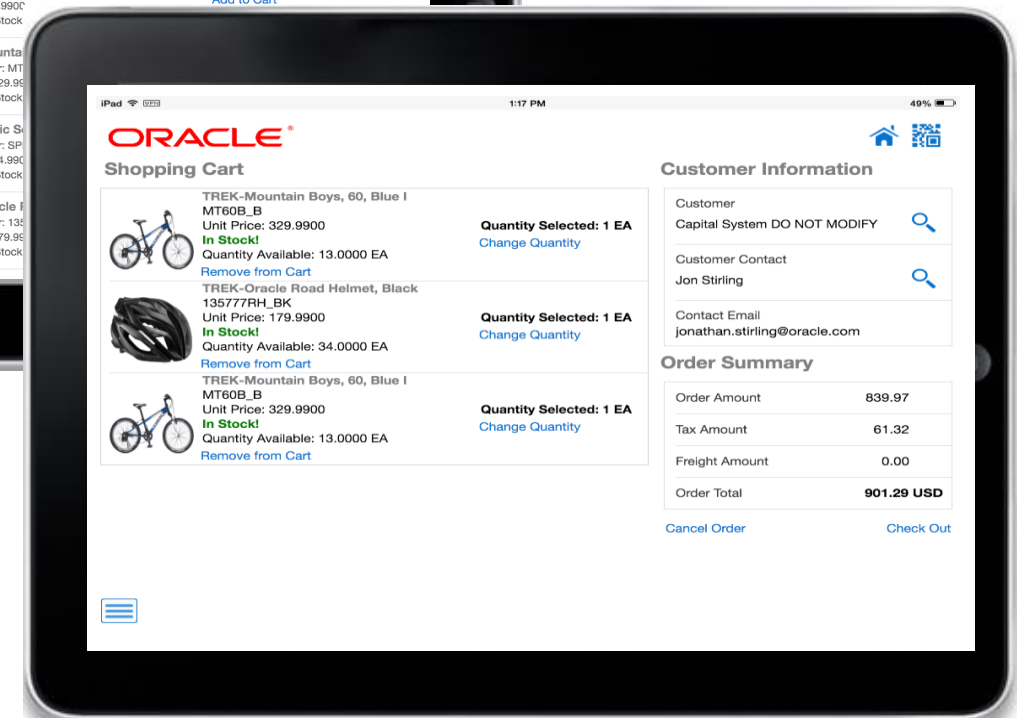 .9900
Add to Cart
iPad VPN 1:17 PM 49%
ORACLE®
Shopping Cart
TREK-Mountain Boys, 60, Blue I
MT60B_B
Unit Price: 329.9900
In Stock!
Quantity Available: 13.0000 EA
Remove from Cart
Quantity Selected: 1 EA
Change Quantity
TREK-Oracle Road Helmet, Black
135777RH_BK
Unit Price: 179.9900
In Stock!
Quantity Available: 34.0000 EA
Remove from Cart
Quantity Selected: 1 EA
Change Quantity
TREK-Mountain Boys, 60, Blue I
MT60B_B
Unit Price: 329.9900
In Stock!
Quantity Available: 13.0000 EA
Remove from Cart
Quantity Selected: 1 EA
Change Quantity
Customer Information
Customer
Capital System DO NOT MODIFY
Customer Contact
Jon Stirling
Contact Email
jonathan.stirling@oracle.com
Order Summary
Order Amount 839.97
Tax Amount 61.32
Freight Amount 0.00
Order Total 901.29 USD
Cancel Order Check Out